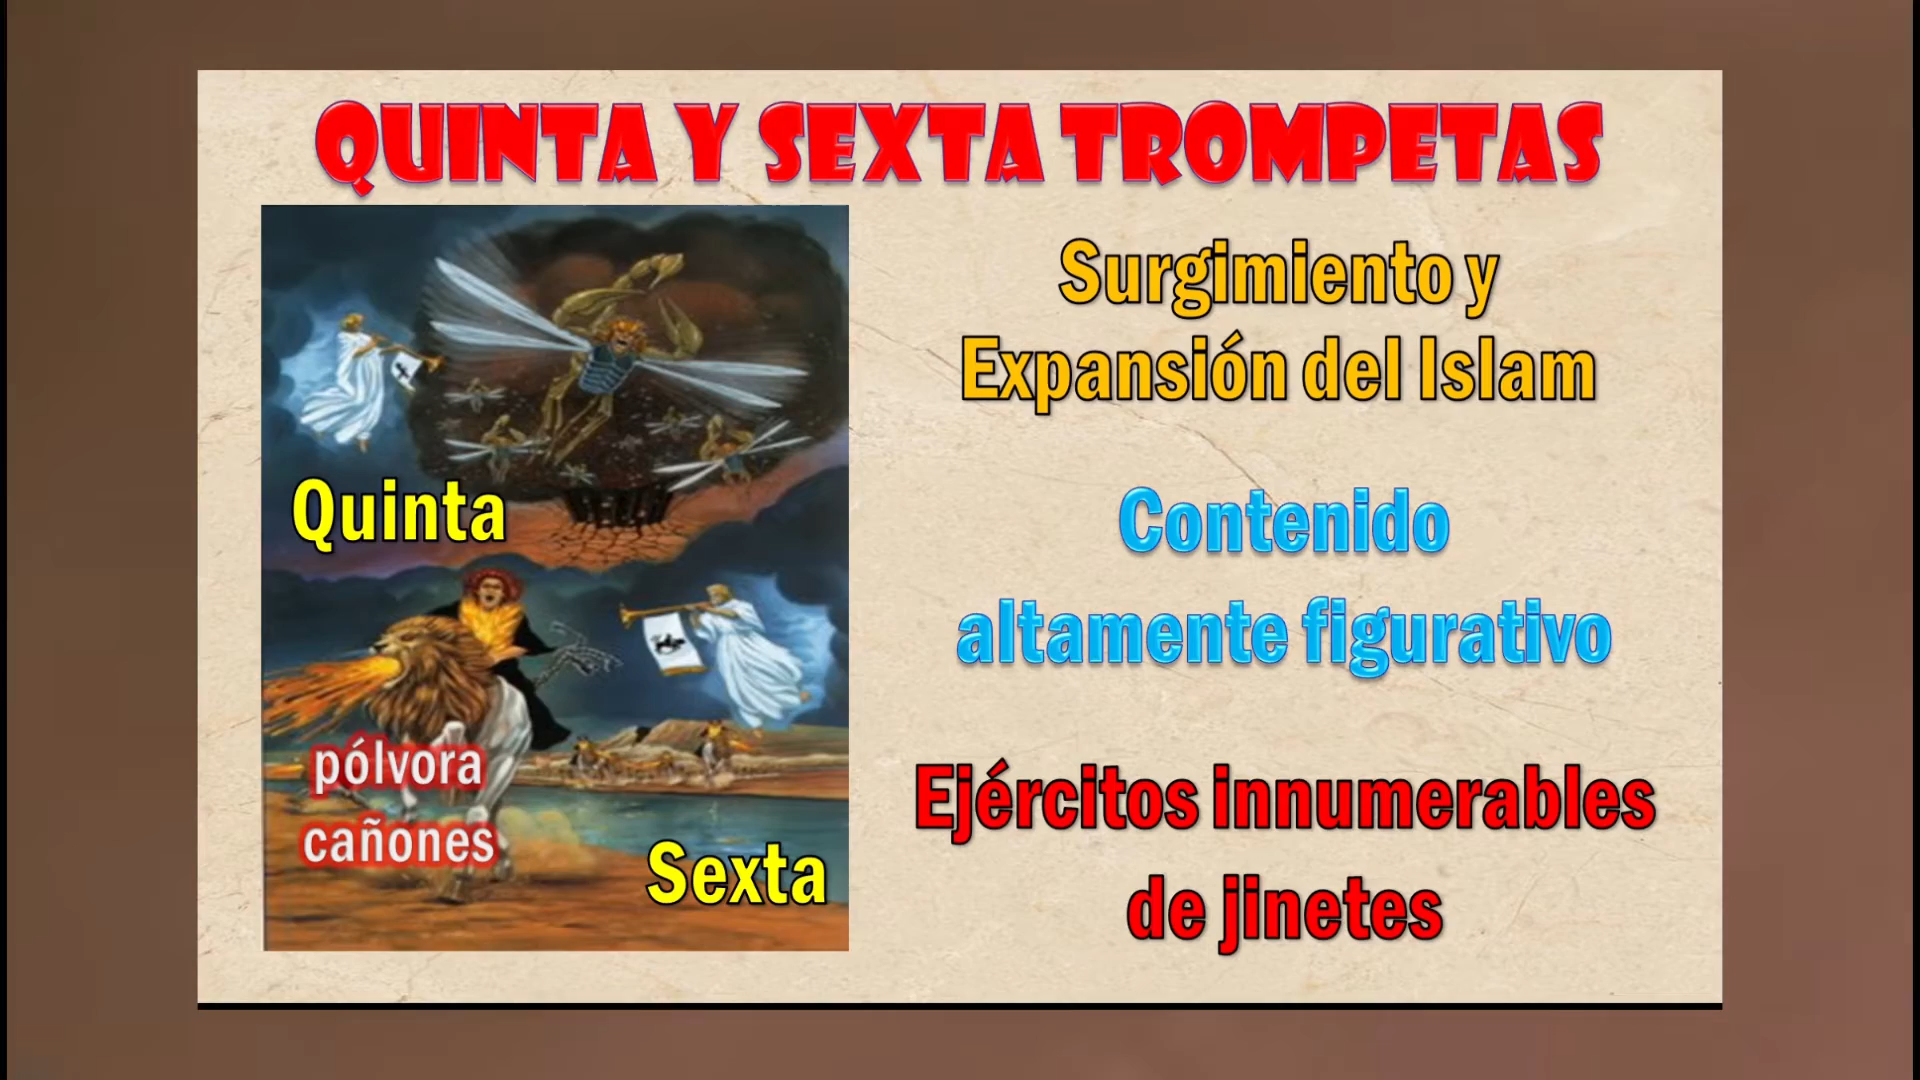 QUINTA Y SEXTA TROMPETAS
Surgimiento y
Expansión del Islam
Quinta
Contenido
altamente figurativo
pólvora
cañones
Sexta
Ejércitos innumerables
de jinetes